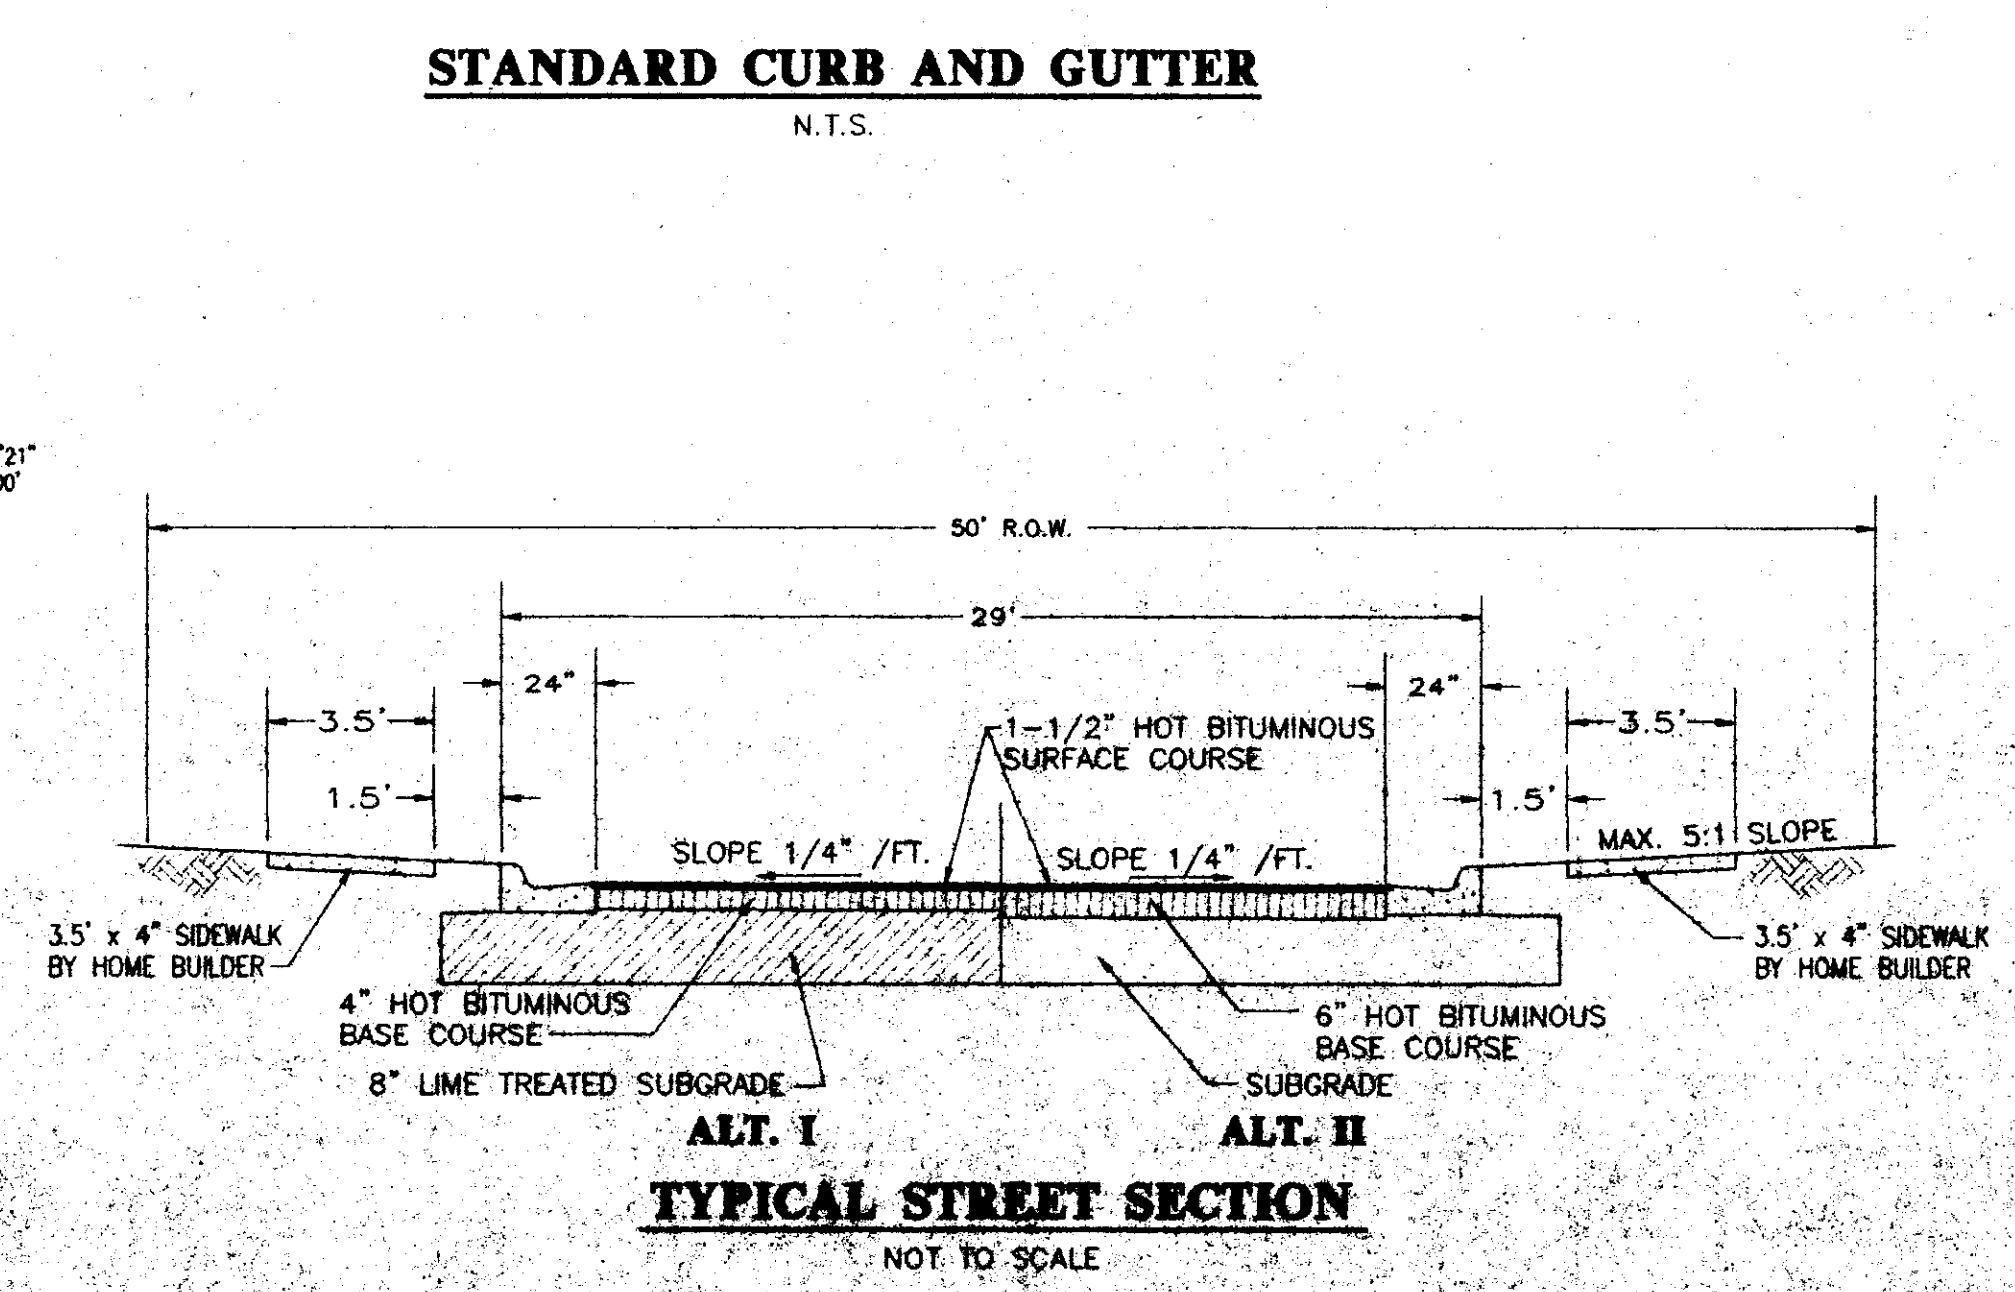 STANDARD CURB AND GUTTER
N.T.S.
21"
00'
50' R.O.W.
29'
24"
24"
3.5'
3.5'
1-1/2" HOT BITUMINOUS
SURFACE COURSE
1.5'
1.5'
SLOPE 1/4" /FT.
SLOPE 1/4" /FT.
MAX. 5:1 SLOPE
3.5' x 4" SIDEWALK
BY HOME BUILDER
3.5' x 4" SIDEWALK
BY HOME BUILDER
4" HOT BITUMINOUS
BASE COURSE
6" HOT BITUMINOUS
BASE COURSE
8" LIME TREATED SUBGRADE
SUBGRADE
ALT. I
ALT. II
TYPICAL STREET SECTION
NOT TO SCALE